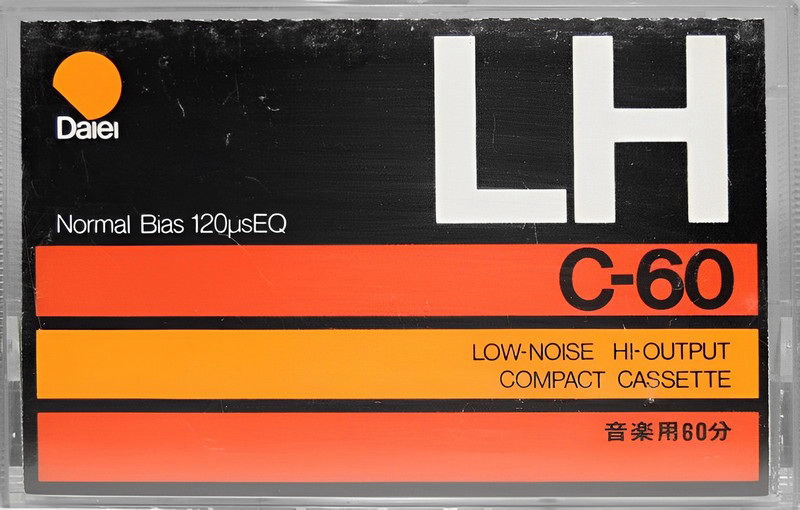 Daiei
LH
Normal Bias 120µsEQ
C-60
LOW-NOISE HI-OUTPUT
COMPACT CASSETTE
音楽用60分